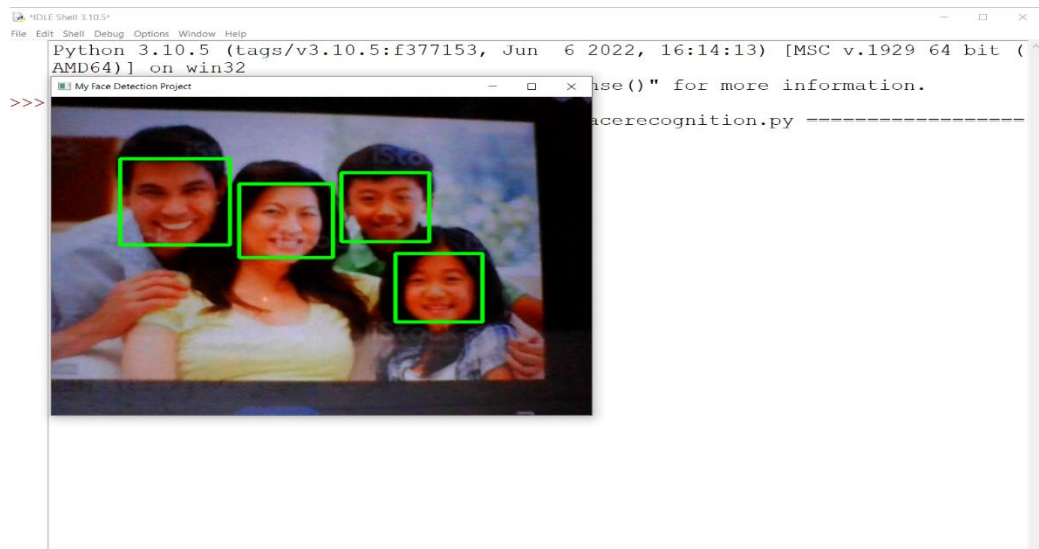 *IDLE Shell 3.10.5*
File Edit Shell Debug Options Window Help
Python 3.10.5 (tags/v3.10.5:f377153, Jun  6 2022, 16:14:13) [MSC v.1929 64 bit (
AMD64)] on win32
My Face Detection Project
()" for more information.
>>>
acerecognition.py ==================
iStock